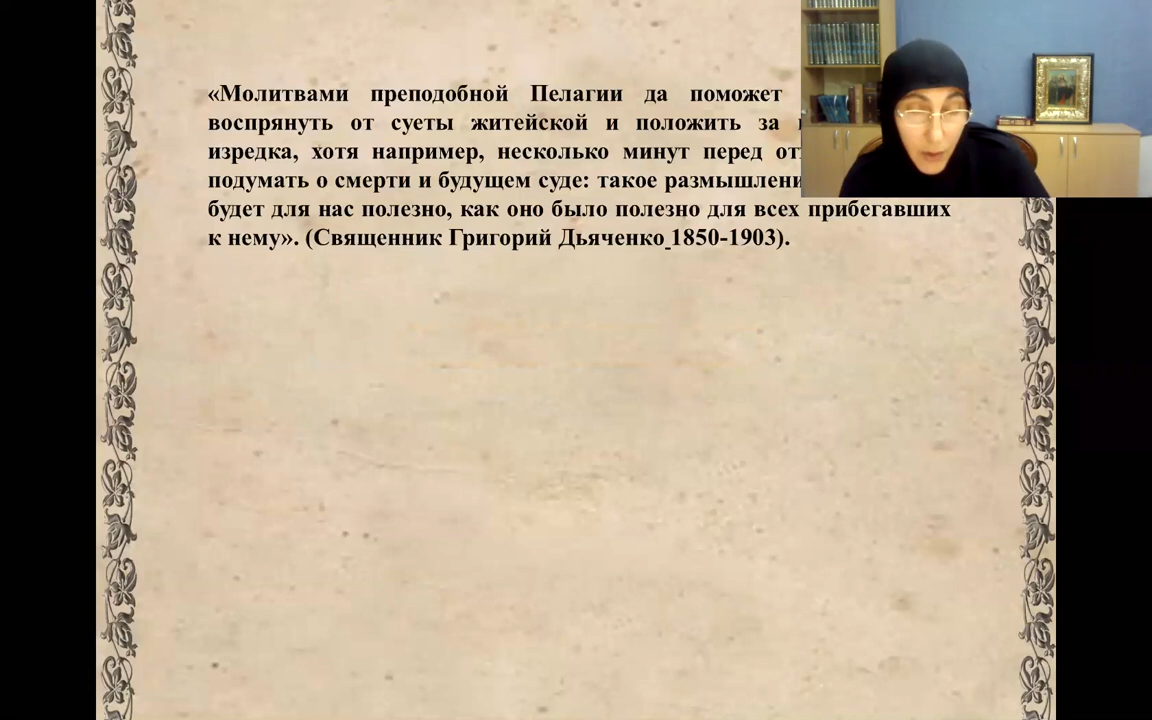 «Молитвами преподобной Пелагии да поможет
воспрянуть от суеты житейской и положить за
изредка, хотя например, несколько минут перед
подумать о смерти и будущем суде: такое
будет для нас полезно, как оно было полезно для всех прибегавших
к нему». (Священник Григорий Дьяченко 1850-1903).